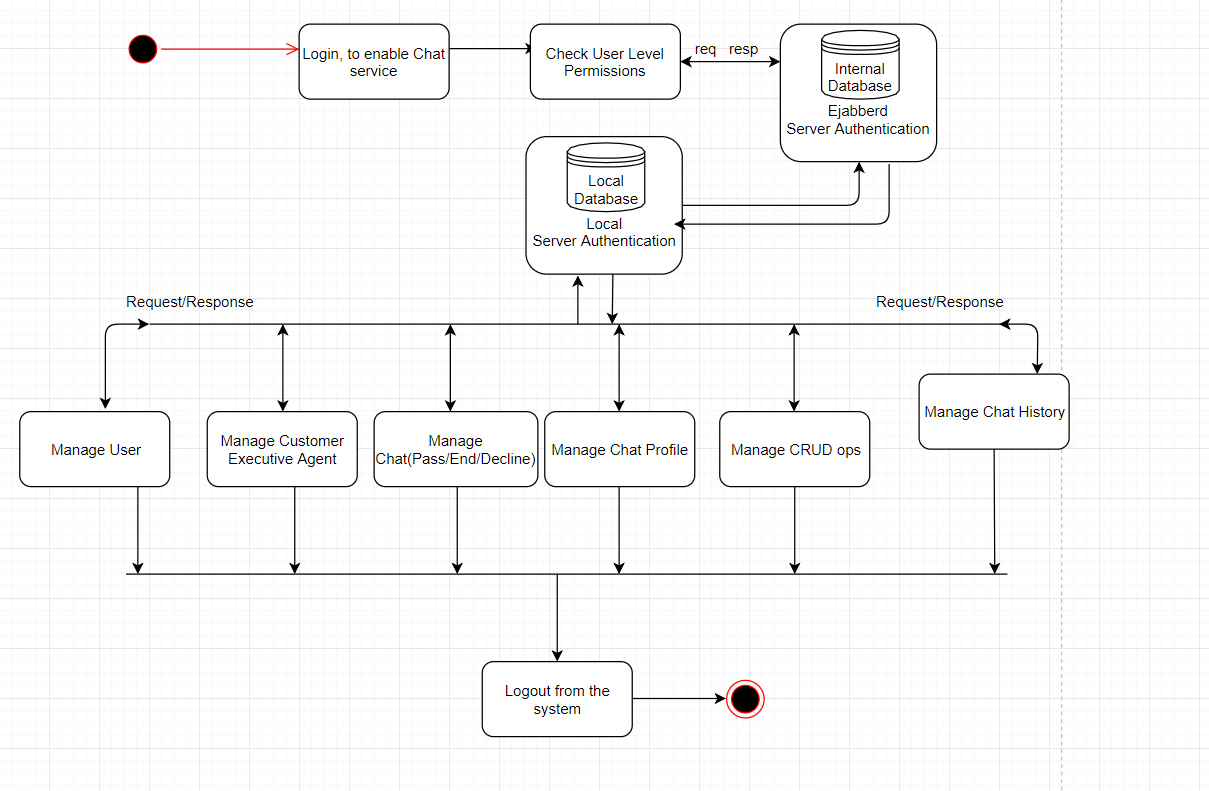 Login, to enable Chat
service
Check User Level
Permissions
req resp
Internal
Database
Ejabberd
Server Authentication
Local
Database
Local
Server Authentication
Request/Response
Request/Response
Manage User
Manage Customer
Executive Agent
Manage
Chat(Pass/End/Decline)
Manage Chat Profile
Manage CRUD ops
Manage Chat History
Logout from the
system